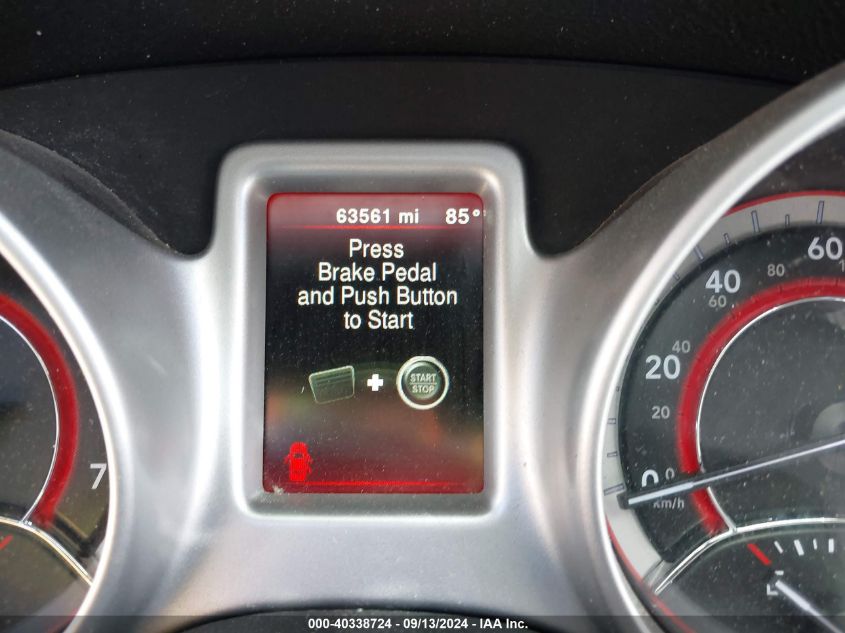 63561 mi 85°
Press
Brake Pedal
and Push Button
to Start
START
STOP
7
60
80
40
60
40
20
20
0
0
km/h
000-40338724 - 09/13/2024 - IAA Inc.